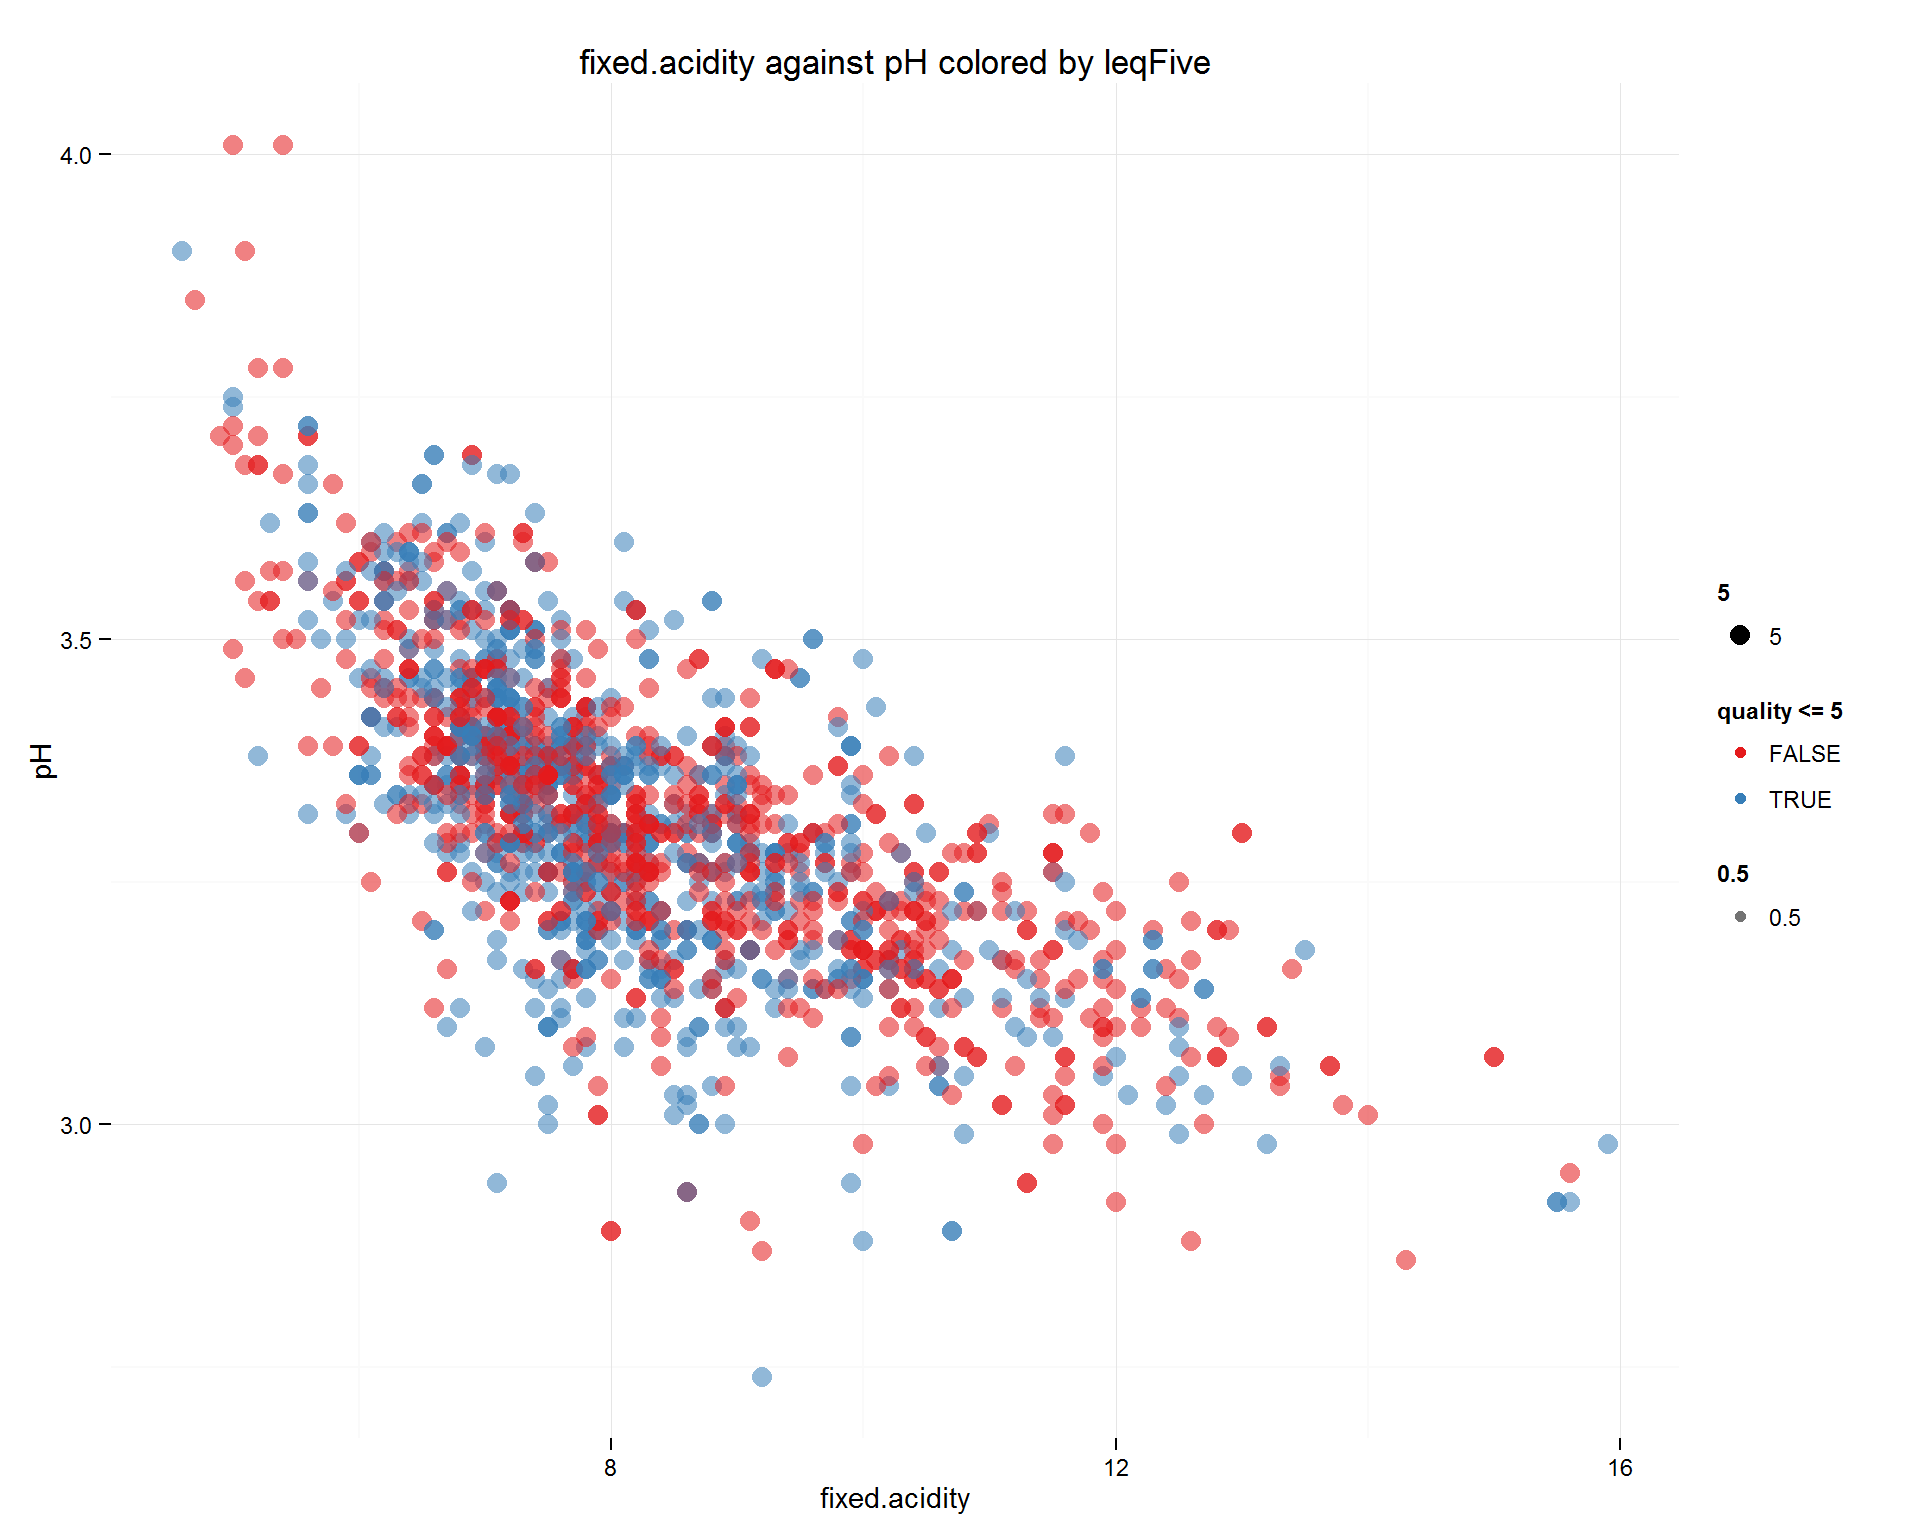 fixed.acidity against pH colored by leqFive
4.0
3.5
3.0
pH
8
12
16
fixed.acidity
5
5
quality <= 5
FALSE
TRUE
0.5
0.5